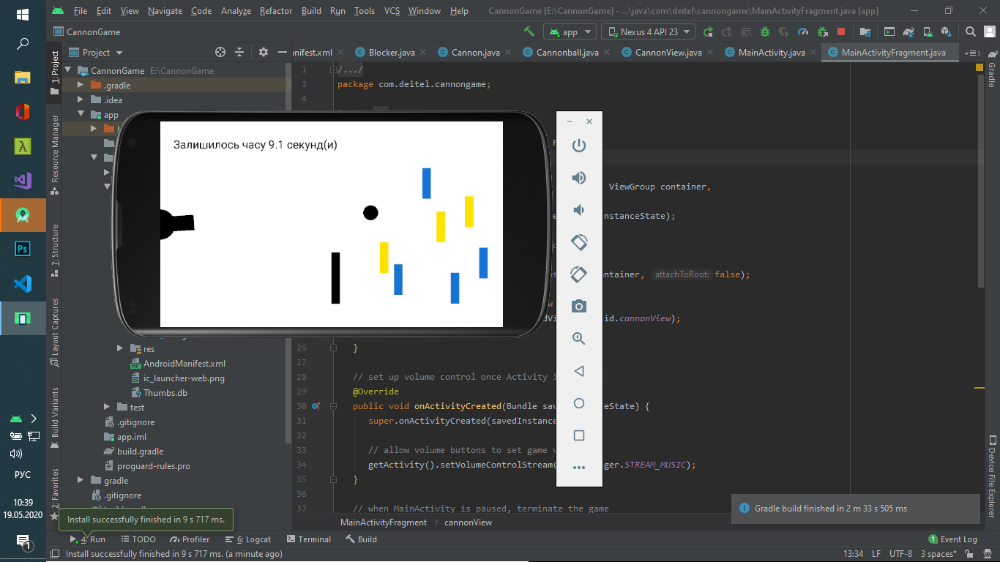 File Edit View Navigate Code Analyze Refactor Build Run Tools VCS Window Help CannonGame [E:\CannonGame] - ...\java\com\deitel\cannongame\MainActivityFragment.java [app]
CannonGame app Nexus 4 API 23
1: Project
Resource Manager
7: Structure
Layout Captures
Build Variants
2: Favorites
Project
CannonGame E:\CannonGame
.gradle
.idea
app
res
AndroidManifest.xml
ic_launcher-web.png
Thumbs.db
test
.gitignore
app.iml
build.gradle
proguard-rules.pro
gradle
.gitignore
nifest.xml Blocker.java Cannon.java Cannonball.java CannonView.java MainActivity.java MainActivityFragment.java
1 /.../
3 package com.deitel.cannongame;
4
Залишилось часу 9.1 секунд(и)
ViewGroup container,
nstanceState);
ontainer, attachToRoot: false);
id.cannonView);
26 }
27
28 // set up volume control once Activity i
29 @Override
30 public void onActivityCreated(Bundle sav eState) {
31 super.onActivityCreated(savedInstance
32
33 // allow volume buttons to set game v
34 getActivity().setVolumeControlStream( ger.STREAM_MUSIC);
35 }
36
37 // when MainActivity is paused, terminate the game
MainActivityFragment › cannonView
Gradle
Device File Explorer
Gradle build finished in 2 m 33 s 505 ms
Install successfully finished in 9 s 717 ms.
4: Run TODO Profiler 6: Logcat Terminal Build 1 Event Log
Install successfully finished in 9 s 717 ms. (a minute ago) 13:34 LF UTF-8 3 spaces*
Ps
РУС
10:39
19.05.2020
1